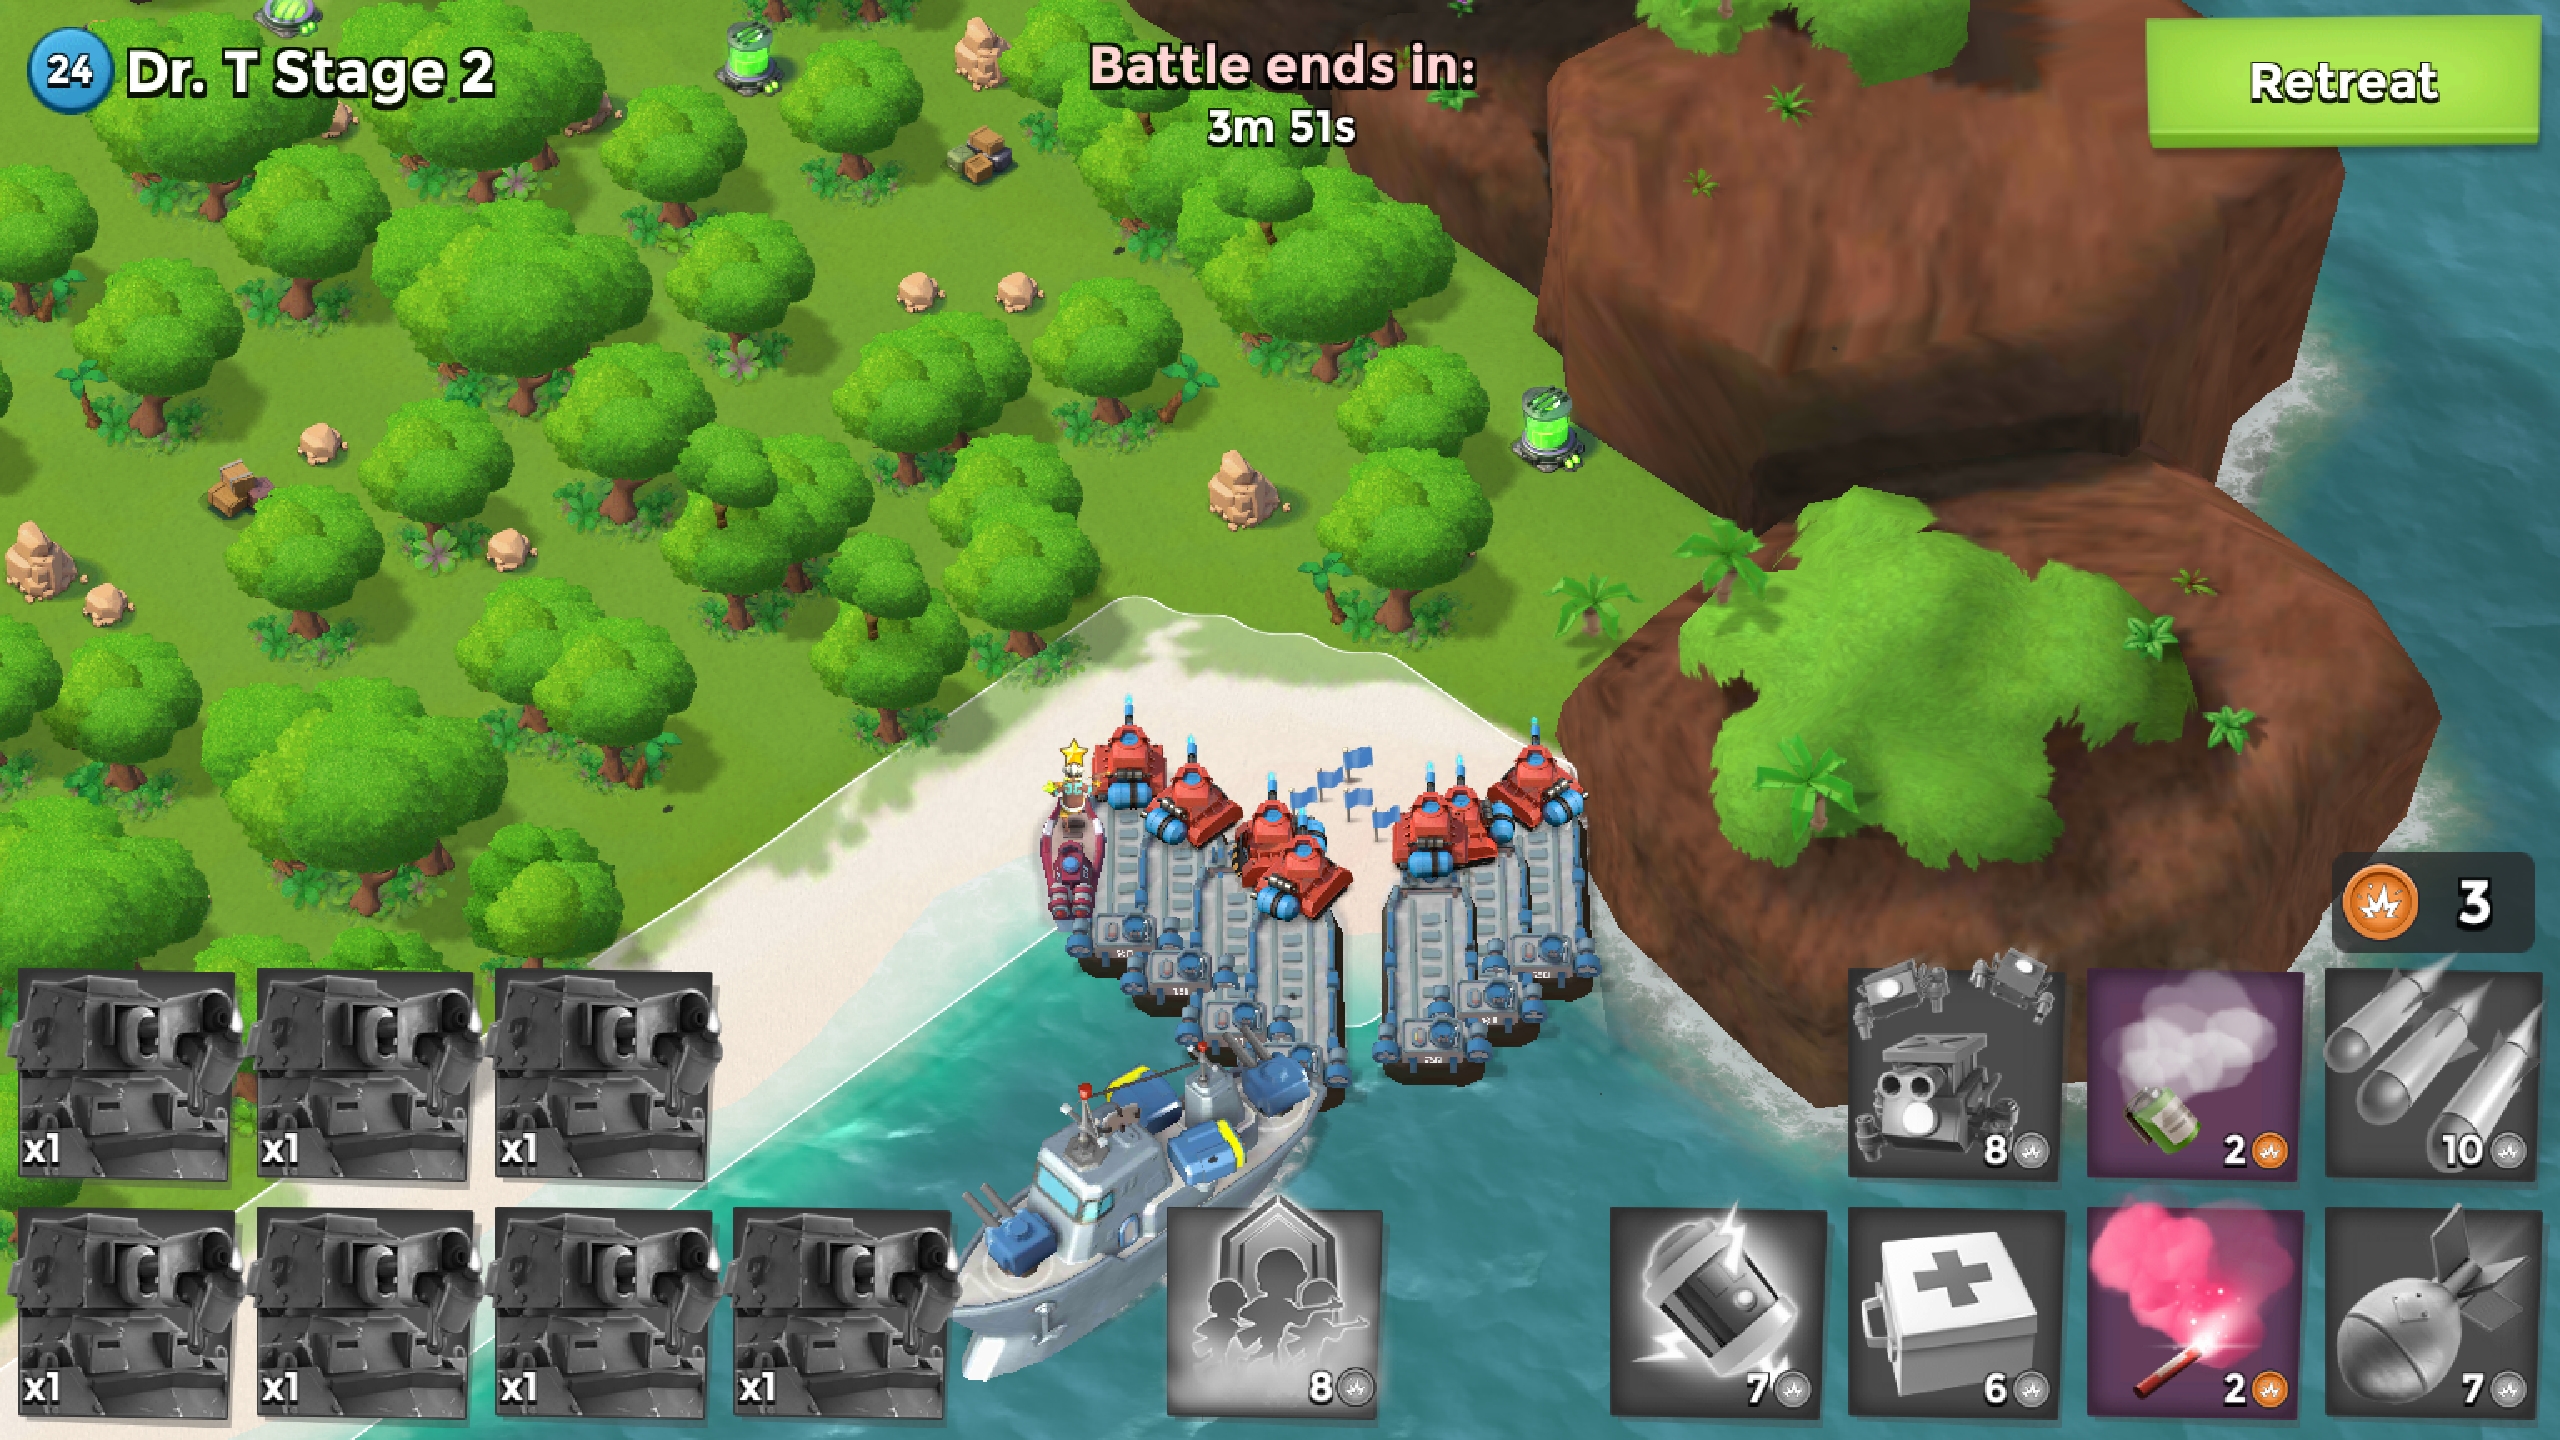 24 Dr. T Stage 2
Battle ends in:
3m 51s
Retreat
3
x1 x1 x1
8 2 10
x1 x1 x1 x1
8
7 6 2 7